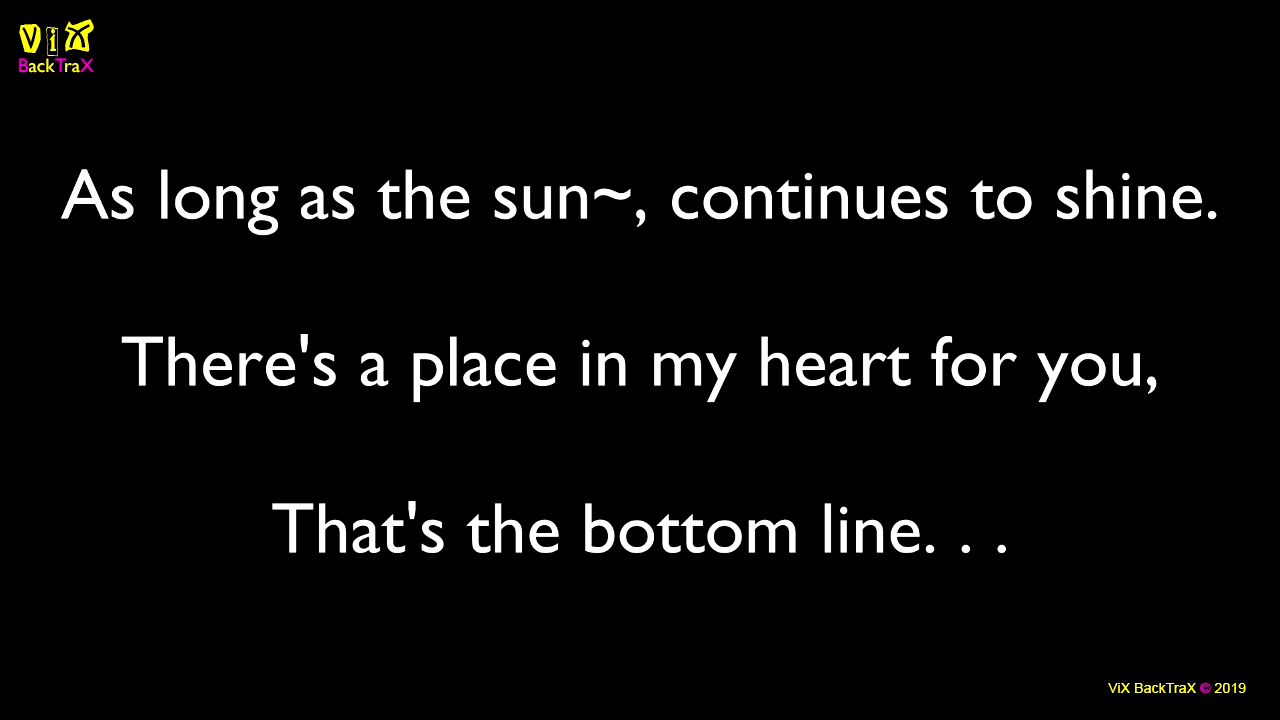 ViX
BackTraX
As long as the sun~, continues to shine.
There's a place in my heart for you,
That's the bottom line. . .
ViX BackTraX © 2019